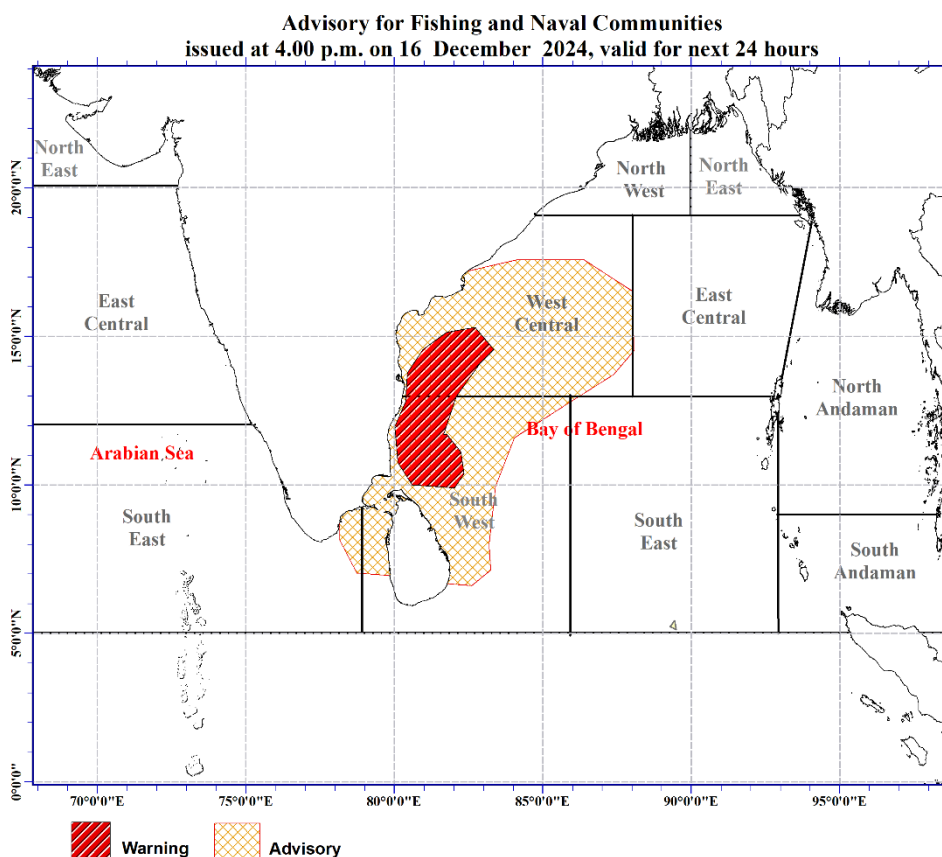 Advisory for Fishing and Naval Communities
issued at 4.00 p.m. on 16 December 2024, valid for next 24 hours
North
East
North
West
North
East
20°0'0"N
East
Central
West
Central
East
Central
15°0'0"N
North
Andaman
Arabian Sea
Bay of Bengal
10°0'0"N
South
East
South
West
South
East
South
Andaman
5°0'0"N
0°0'0"
70°0'0"E
75°0'0"E
80°0'0"E
85°0'0"E
90°0'0"E
95°0'0"E
Warning
Advisory